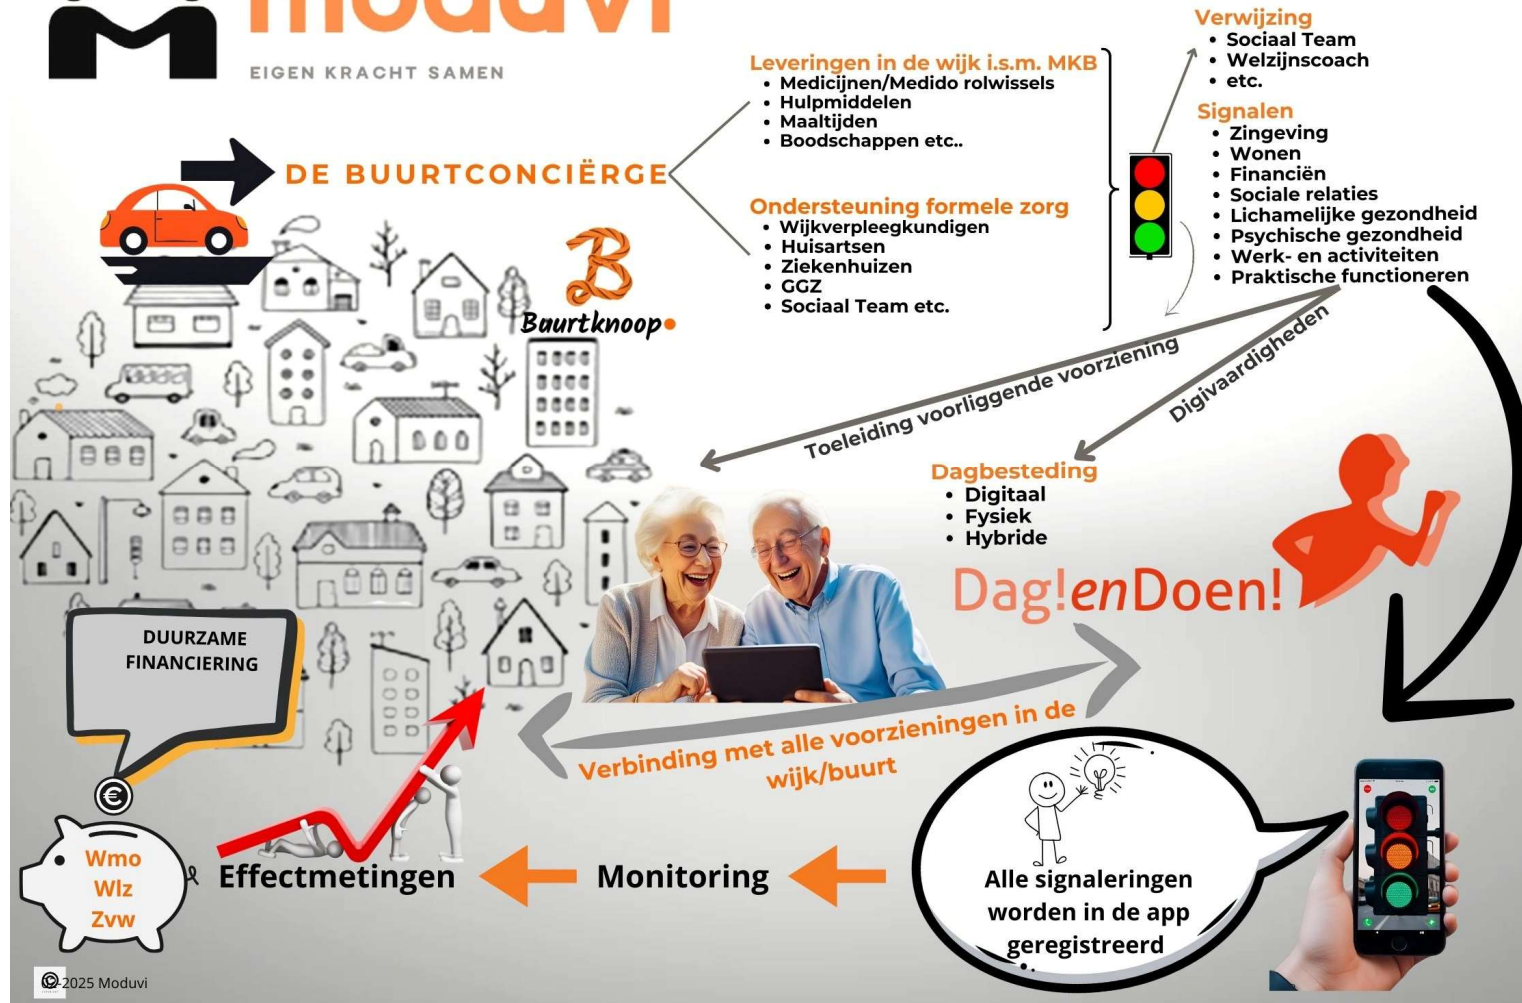 moduvi
EIGEN KRACHT SAMEN
DE BUURTCONCIËRGE
Leveringen in de wijk i.s.m. MKB
• Medicijnen/Medido rolwissels
• Hulpmiddelen
• Maaltijden
• Boodschappen etc..
Ondersteuning formele zorg
• Wijkverpleegkundigen
• Huisartsen
• Ziekenhuizen
• GGZ
• Sociaal Team etc.
Verwijzing
• Sociaal Team
• Welzijnscoach
• etc.
Signalen
• Zingeving
• Wonen
• Financiën
• Sociale relaties
• Lichamelijke gezondheid
• Psychische gezondheid
• Werk- en activiteiten
• Praktische functioneren
B
Buurtknoop
Toeleiding voorliggende voorziening
Digivaardigheden
Dagbesteding
• Digitaal
• Fysiek
• Hybride
Dag!enDoen!
DUURZAME
FINANCIERING
Verbinding met alle voorzieningen in de
wijk/buurt
€
Wmo
Wlz
Zvw
Effectmetingen
Monitoring
Alle signaleringen
worden in de app
geregistreerd
©
-2025 Moduvi